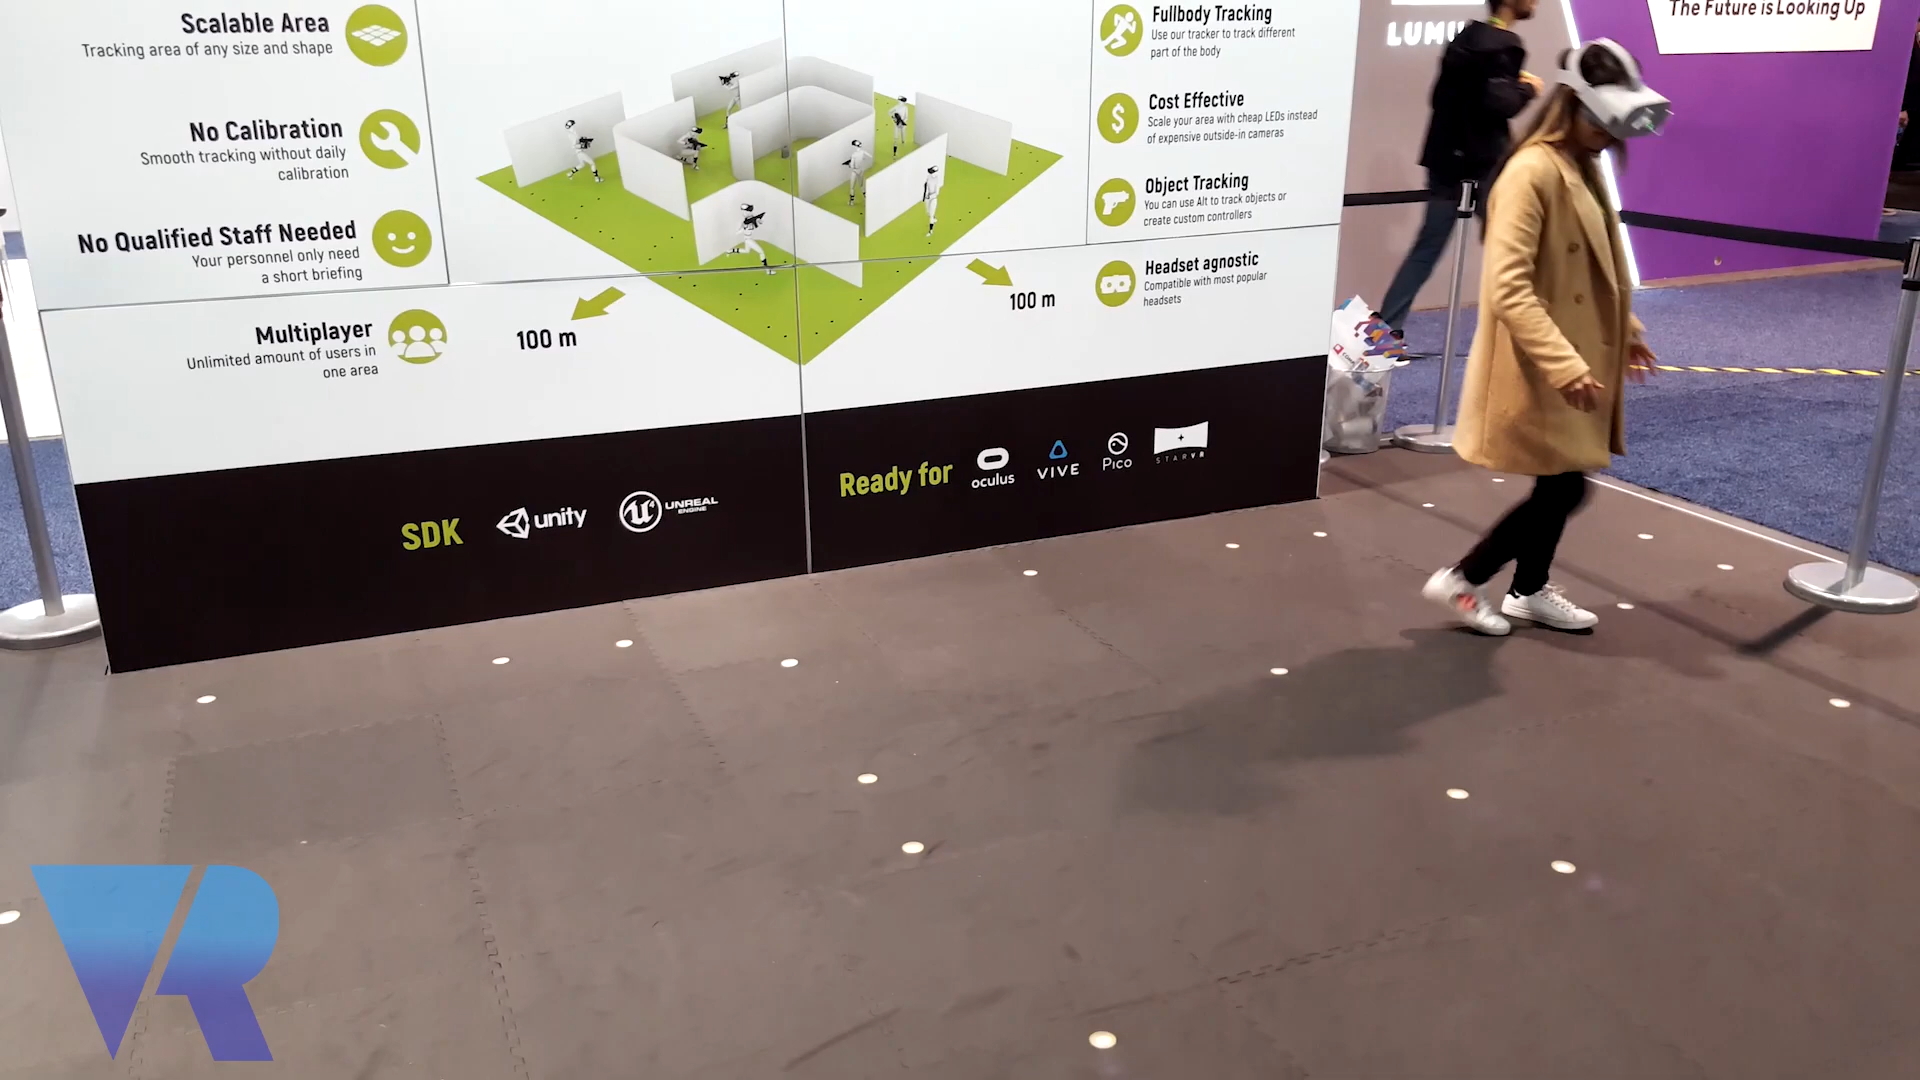 Scalable Area
Tracking area of any size and shape
No Calibration
Smooth tracking without daily
calibration
No Qualified Staff Needed
Your personnel only need
a short briefing
Multiplayer
Unlimited amount of users in
one area
100 m
100 m
Fullbody Tracking
Use our tracker to track different
part of the body
Cost Effective
Scale your area with cheap LEDs instead
of expensive outside-in cameras
Object Tracking
You can use Alt to track objects or
create custom controllers
Headset agnostic
Compatible with most popular
headsets
SDK
unity
UNREAL
ENGINE
Ready for
oculus
VIVE
PICO
STARVR
The Future is Looking Up
VR